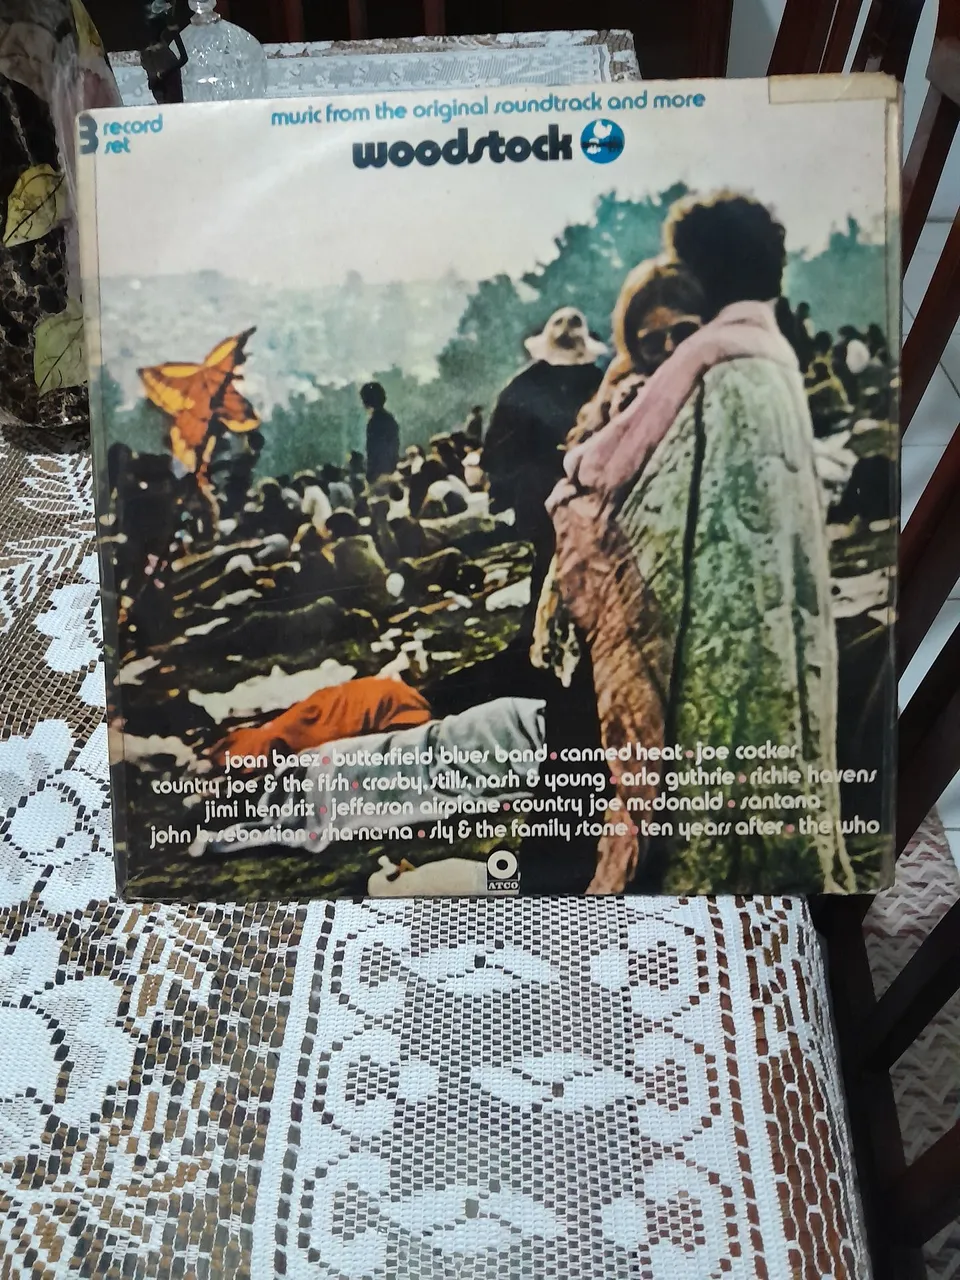 3 record
set
music from the original soundtrack and more
woodstock
joan baez • butterfield blues band • canned heat • joe cocker
country joe & the fish • crosby, stills, nash & young • arlo guthrie • richie havens
jimi hendrix • jefferson airplane • country joe mcdonald • santana
john b. sebastian • sha-na-na • sly & the family stone • ten years after • the who
ATCO